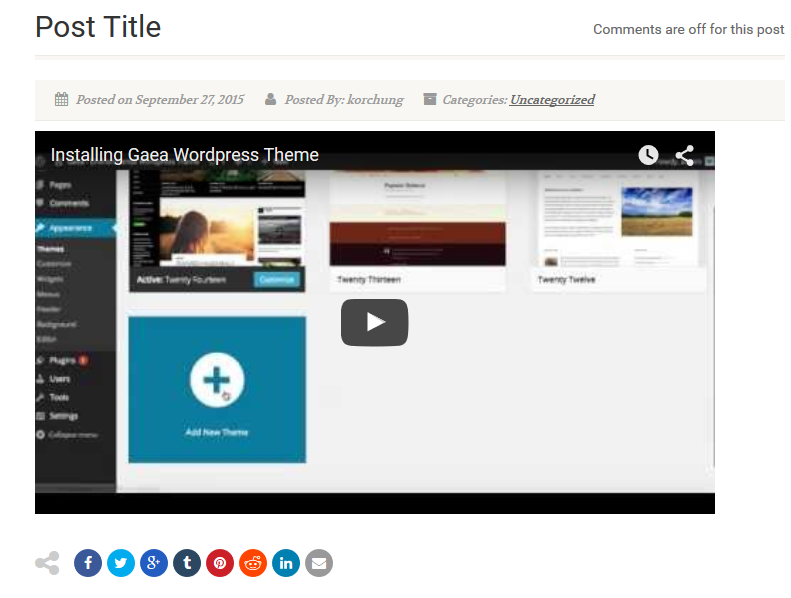 Post Title
Comments are off for this post
Posted on September 27, 2015 Posted By: korchung Categories: Uncategorized
Installing Gaea Wordpress Theme
Pages
Comments
Appearance
Themes
Customize
Widgets
Menus
Header
Background
Editor
Plugins
Users
Tools
Settings
Collapse menu
Active: Twenty Fourteen
Customize
Twenty Thirteen
Twenty Twelve
Add New Theme